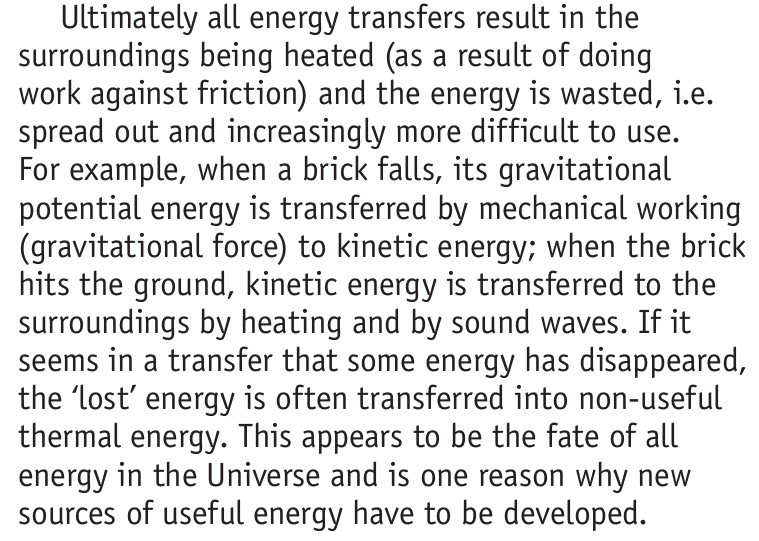 Ultimately all energy transfers result in the
surroundings being heated (as a result of doing
work against friction) and the energy is wasted, i.e.
spread out and increasingly more difficult to use.
For example, when a brick falls, its gravitational
potential energy is transferred by mechanical working
(gravitational force) to kinetic energy; when the brick
hits the ground, kinetic energy is transferred to the
surroundings by heating and by sound waves. If it
seems in a transfer that some energy has disappeared,
the ‘lost’ energy is often transferred into non-useful
thermal energy. This appears to be the fate of all
energy in the Universe and is one reason why new
sources of useful energy have to be developed.